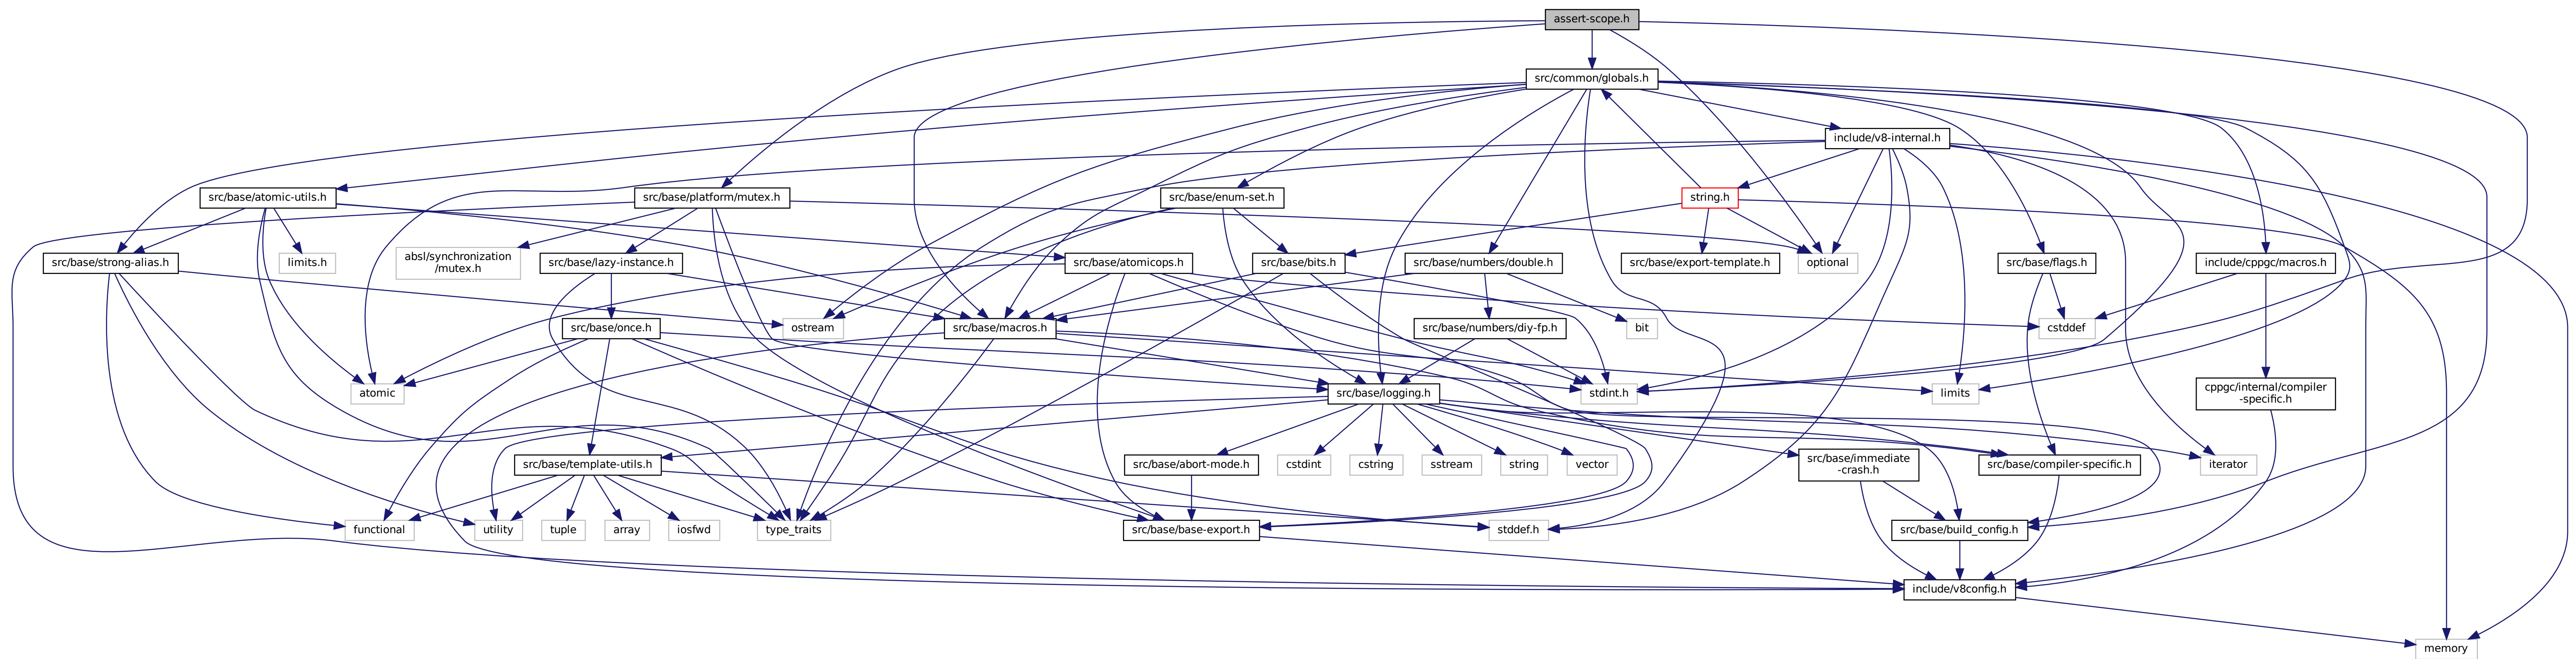 assert-scope.h
src/common/globals.h
include/v8-internal.h
src/base/atomic-utils.h
src/base/platform/mutex.h
src/base/enum-set.h
string.h
src/base/strong-alias.h
limits.h
absl/synchronization
/mutex.h
src/base/lazy-instance.h
src/base/atomicops.h
src/base/bits.h
src/base/numbers/double.h
src/base/export-template.h
optional
src/base/flags.h
include/cppgc/macros.h
src/base/once.h
ostream
src/base/macros.h
src/base/numbers/diy-fp.h
bit
cstddef
atomic
src/base/logging.h
stdint.h
limits
cppgc/internal/compiler
-specific.h
src/base/template-utils.h
src/base/abort-mode.h
cstdint
cstring
sstream
string
vector
src/base/immediate
-crash.h
src/base/compiler-specific.h
iterator
functional
utility
tuple
array
iosfwd
type_traits
src/base/base-export.h
stddef.h
src/base/build_config.h
include/v8config.h
memory